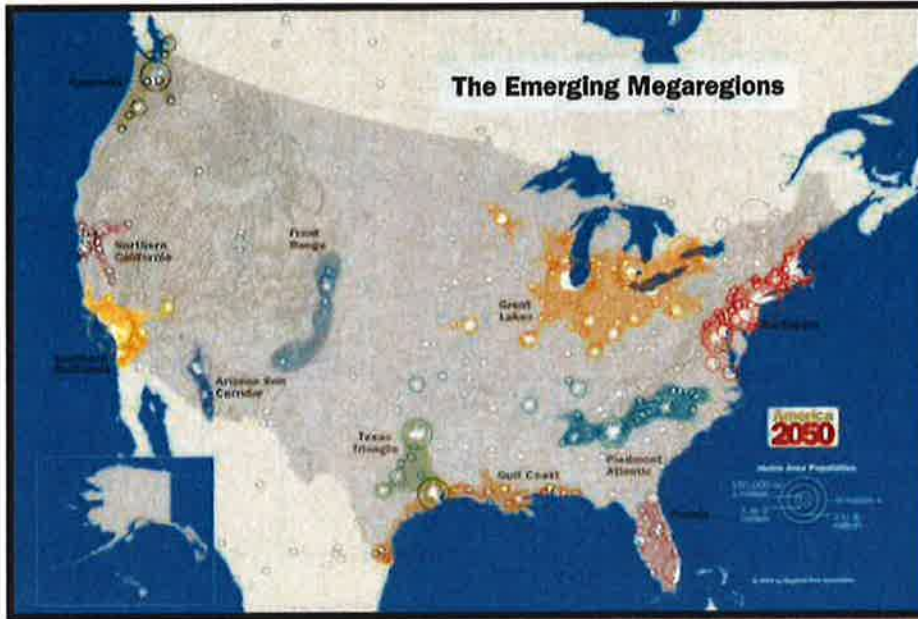 The Emerging Megaregions
Cascadia
Northern
California
Front
Range
Great
Lakes
Northeast
Southern
California
Arizona Sun
Corridor
Texas
Triangle
Gulf Coast
Piedmont
Atlantic
Florida
America
2050
Metro Area Population